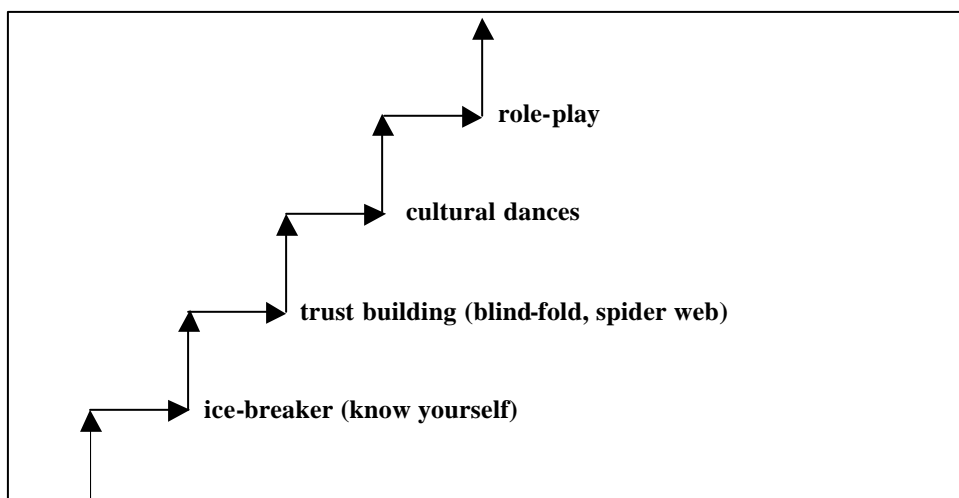 role-play
cultural dances
trust building (blind-fold, spider web)
ice-breaker (know yourself)